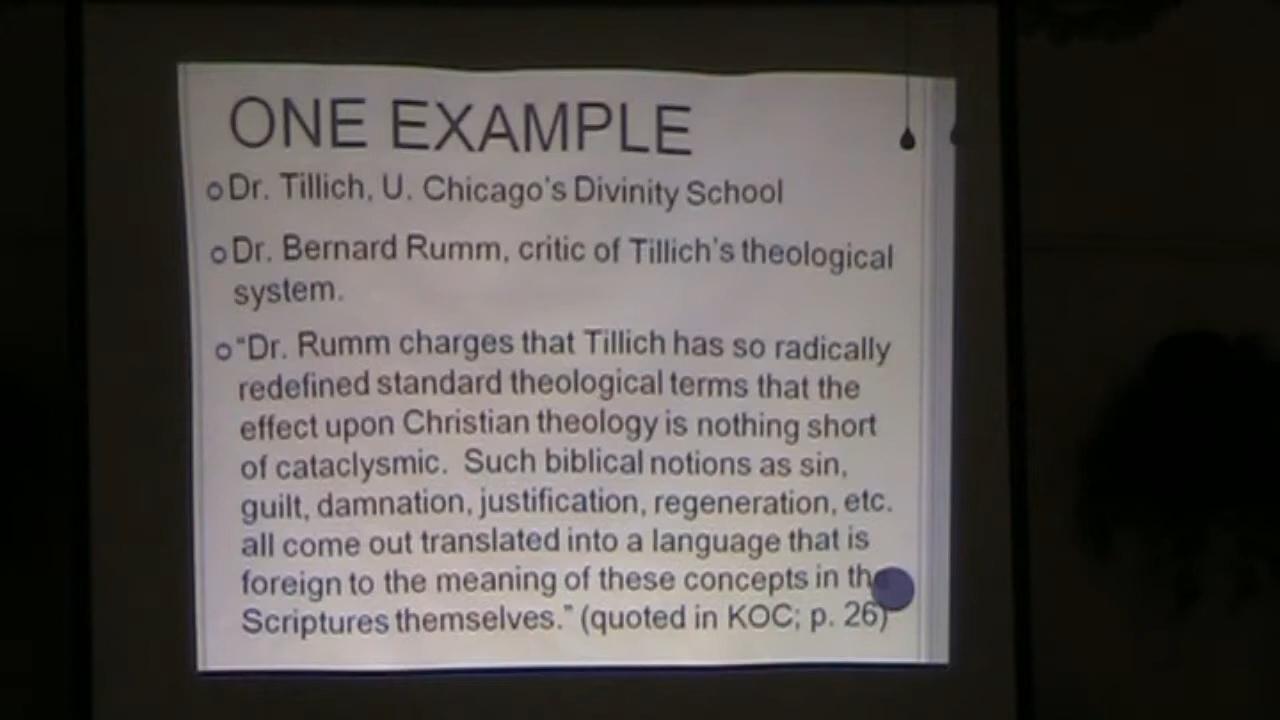 ONE EXAMPLE
Dr. Tillich, U. Chicago's Divinity School
Dr. Bernard Rumm, critic of Tillich's theological
system.
"Dr. Rumm charges that Tillich has so radically
redefined standard theological terms that the
effect upon Christian theology is nothing short
of cataclysmic. Such biblical notions as sin,
guilt, damnation, justification, regeneration, etc.
all come out translated into a language that is
foreign to the meaning of these concepts in the
Scriptures themselves." (quoted in KOC; p. 26)